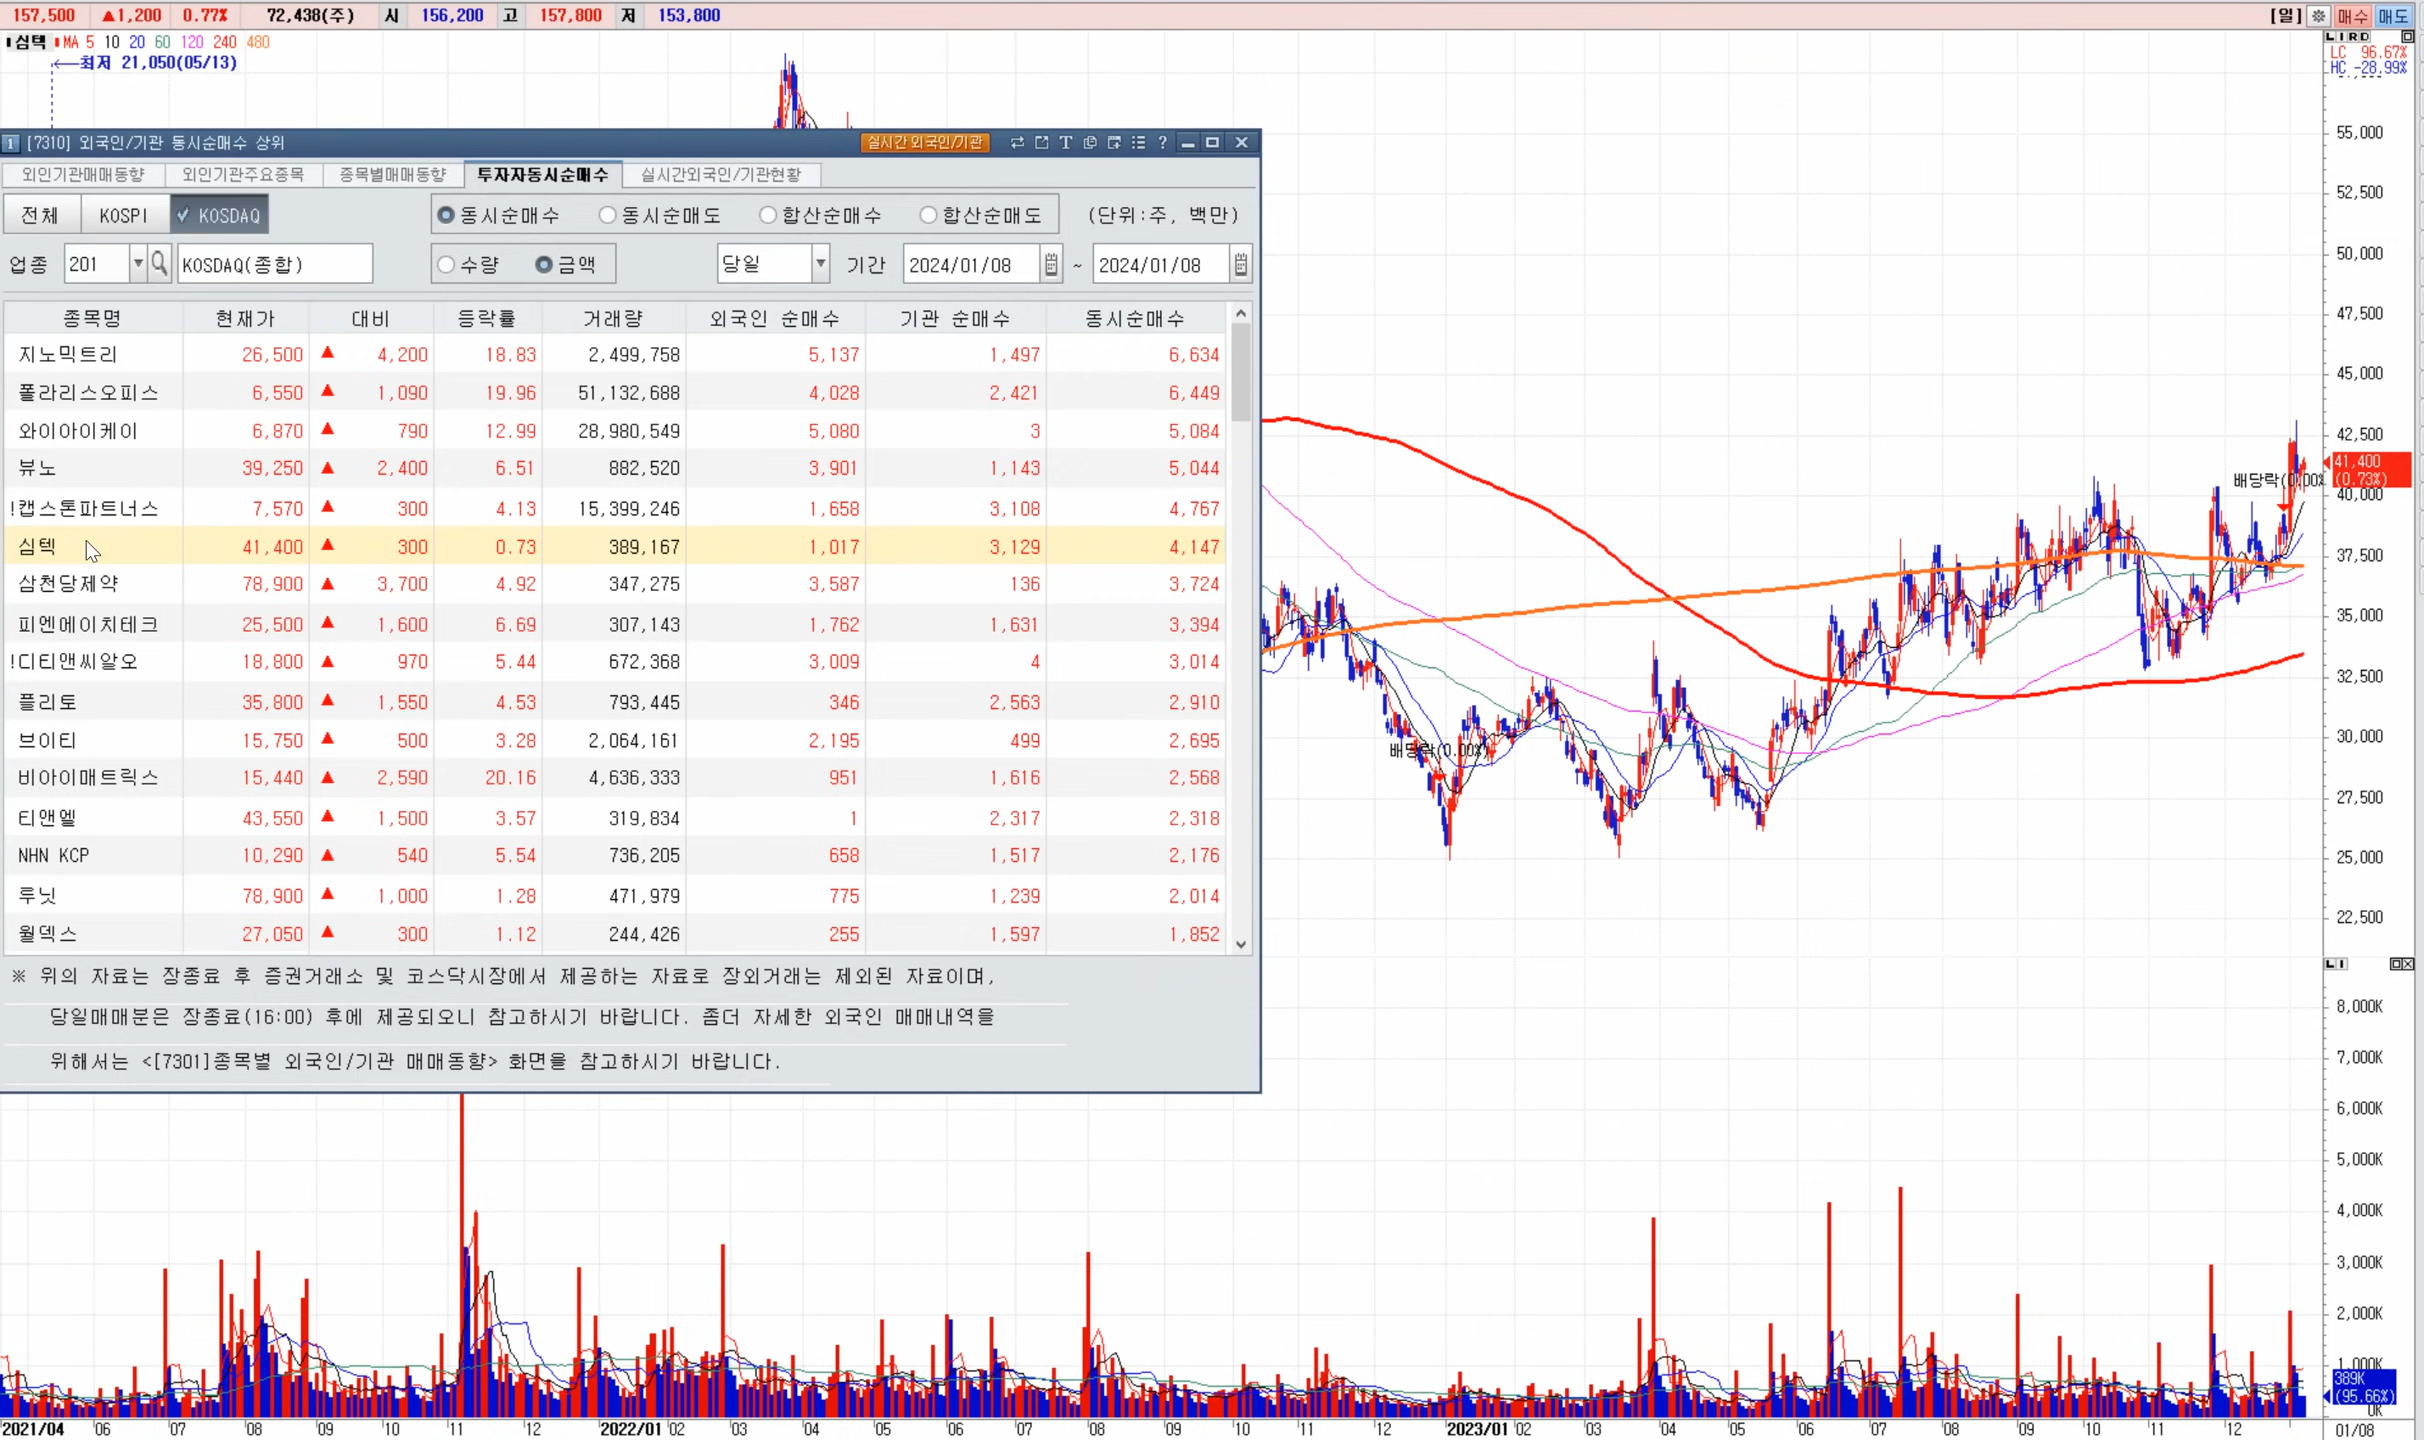 157,500 ▲1,200 0.77% 72,438(주) 시 156,200 고 157,800 저 153,800 [일] 매수 매도
심텍 MA 5 10 20 60 120 240 480
최저 21,050(05/13)
L I R D
LC 96.67%
HC -28.99%
1 [7310] 외국인/기관 동시순매수 상위 실시간 외국인/기관 T ?
외인기관매매동향 외인기관주요종목 종목별매매동향 투자자동시순매수 실시간외국인/기관현황
전체 KOSPI KOSDAQ 동시순매수 동시순매도 합산순매수 합산순매도 (단위:주, 백만)
업종 201 KOSDAQ(종합) 수량 금액 당일 기간 2024/01/08 ~ 2024/01/08
종목명 현재가 대비 등락률 거래량 외국인 순매수 기관 순매수 동시순매수
지노믹트리 26,500 ▲ 4,200 18.83 2,499,758 5,137 1,497 6,634
폴라리스오피스 6,550 ▲ 1,090 19.96 51,132,688 4,028 2,421 6,449
와이아이케이 6,870 ▲ 790 12.99 28,980,549 5,080 3 5,084
뷰노 39,250 ▲ 2,400 6.51 882,520 3,901 1,143 5,044
!캡스톤파트너스 7,570 ▲ 300 4.13 15,399,246 1,658 3,108 4,767
심텍 41,400 ▲ 300 0.73 389,167 1,017 3,129 4,147
삼천당제약 78,900 ▲ 3,700 4.92 347,275 3,587 136 3,724
피엔에이치테크 25,500 ▲ 1,600 6.69 307,143 1,762 1,631 3,394
!디티앤씨알오 18,800 ▲ 970 5.44 672,368 3,009 4 3,014
플리토 35,800 ▲ 1,550 4.53 793,445 346 2,563 2,910
브이티 15,750 ▲ 500 3.28 2,064,161 2,195 499 2,695
비아이매트릭스 15,440 ▲ 2,590 20.16 4,636,333 951 1,616 2,568
티앤엘 43,550 ▲ 1,500 3.57 319,834 1 2,317 2,318
NHN KCP 10,290 ▲ 540 5.54 736,205 658 1,517 2,176
루닛 78,900 ▲ 1,000 1.28 471,979 775 1,239 2,014
월덱스 27,050 ▲ 300 1.12 244,426 255 1,597 1,852
※ 위의 자료는 장종료 후 증권거래소 및 코스닥시장에서 제공하는 자료로 장외거래는 제외된 자료이며,
당일매매분은 장종료(16:00) 후에 제공되오니 참고하시기 바랍니다. 좀더 자세한 외국인 매매내역을
위해서는 <[7301]종목별 외국인/기관 매매동향> 화면을 참고하시기 바랍니다.
55,000
52,500
50,000
47,500
45,000
42,500
41,400
(0.73%)
배당락(0.00%
40,000
37,500
35,000
32,500
30,000
배당락(0.00%)
27,500
25,000
22,500
L I
8,000K
7,000K
6,000K
5,000K
4,000K
3,000K
2,000K
1,000K
389K
(95.66%)
0K
2021/04 06 07 08 09 10 11 12 2022/01 02 03 04 05 06 07 08 09 10 11 12 2023/01 02 03 04 05 06 07 08 09 10 11 12 01/08